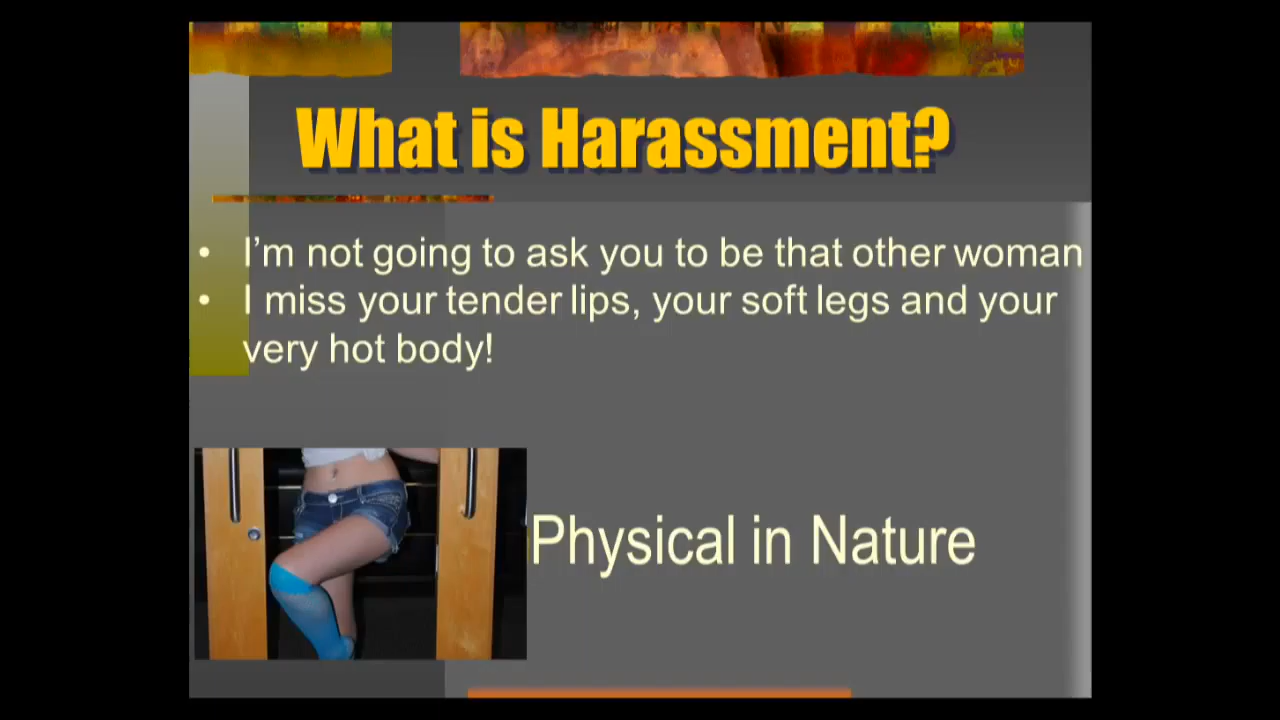 What is Harassment?
• I’m not going to ask you to be that other woman
• I miss your tender lips, your soft legs and your
very hot body!
Physical in Nature